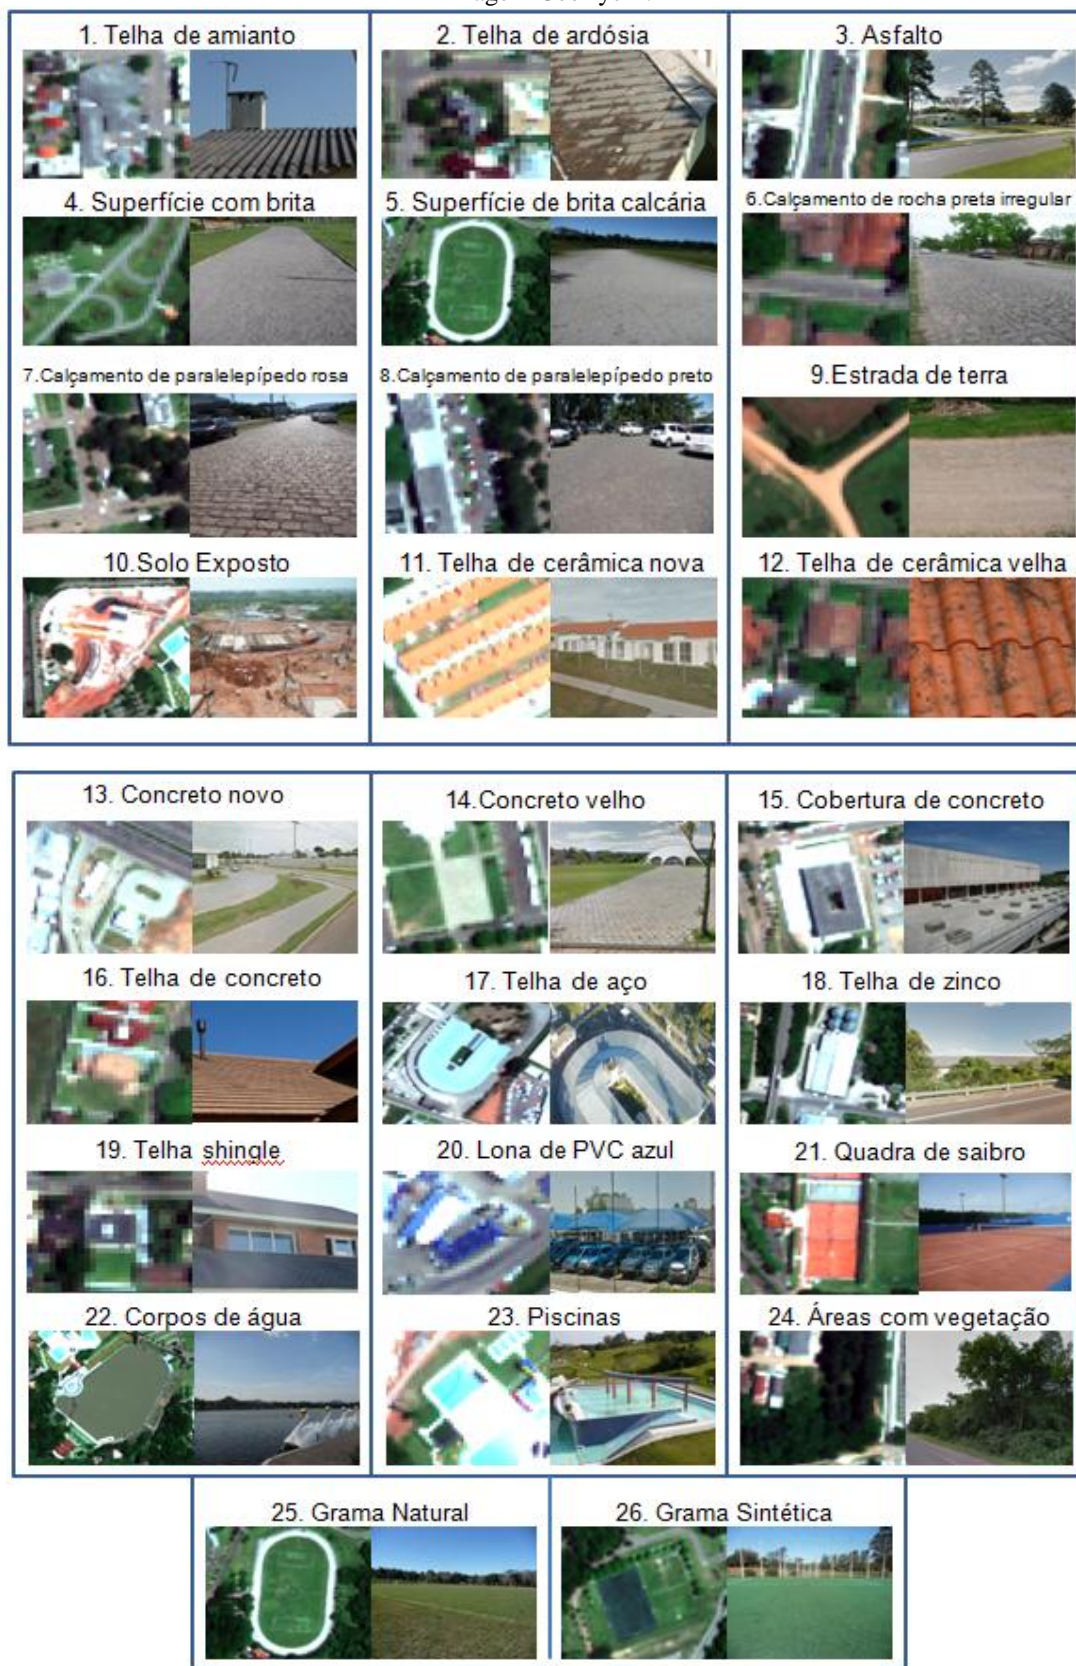 1. Telha de amianto
2. Telha de ardósia
3. Asfalto
4. Superfície com brita
5. Superfície de brita calcária
6.Calçamento de rocha preta irregular
7.Calçamento de paralelepípedo rosa
8.Calçamento de paralelepípedo preto
9.Estrada de terra
10.Solo Exposto
11. Telha de cerâmica nova
12. Telha de cerâmica velha
13. Concreto novo
14.Concreto velho
15. Cobertura de concreto
16. Telha de concreto
17. Telha de aço
18. Telha de zinco
19. Telha shingle
20. Lona de PVC azul
21. Quadra de saibro
22. Corpos de água
23. Piscinas
24. Áreas com vegetação
25. Grama Natural
26. Grama Sintética